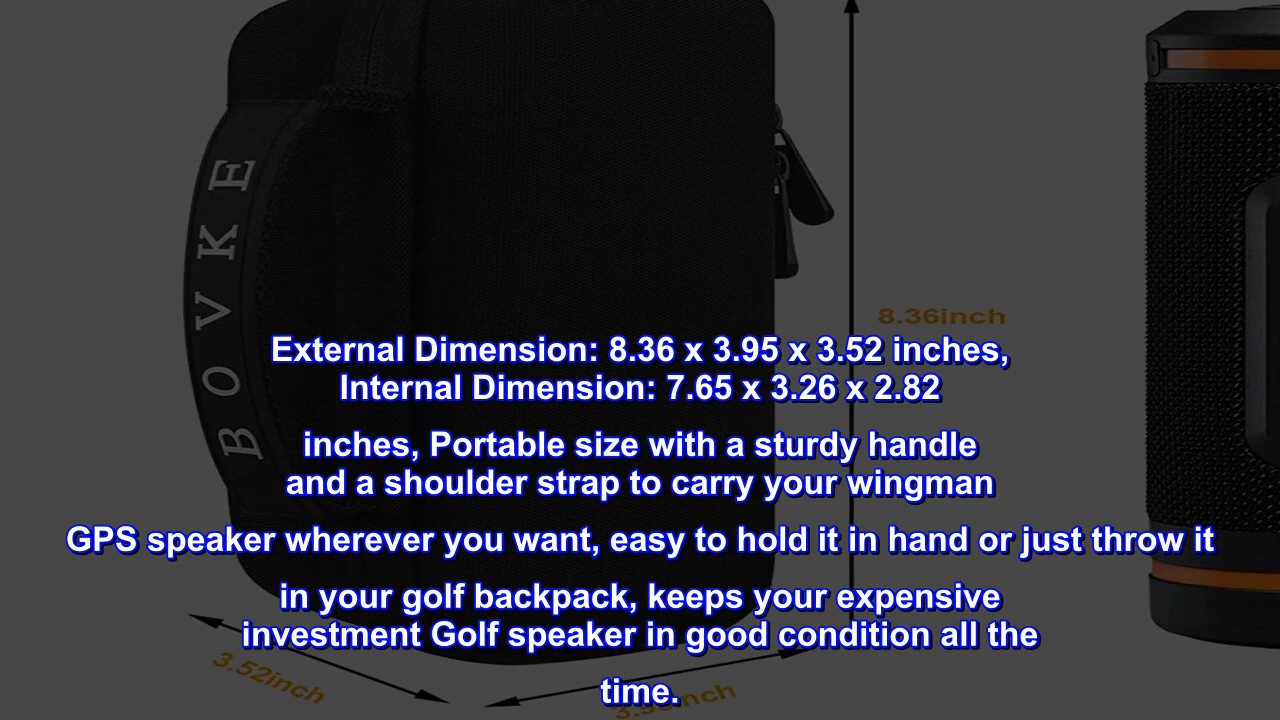 BOVKE
8.36inch
External Dimension: 8.36 x 3.95 x 3.52 inches,
Internal Dimension: 7.65 x 3.26 x 2.82
inches, Portable size with a sturdy handle
and a shoulder strap to carry your wingman
GPS speaker wherever you want, easy to hold it in hand or just throw it
in your golf backpack, keeps your expensive
investment Golf speaker in good condition all the
time.
3.52inch
3.95inch